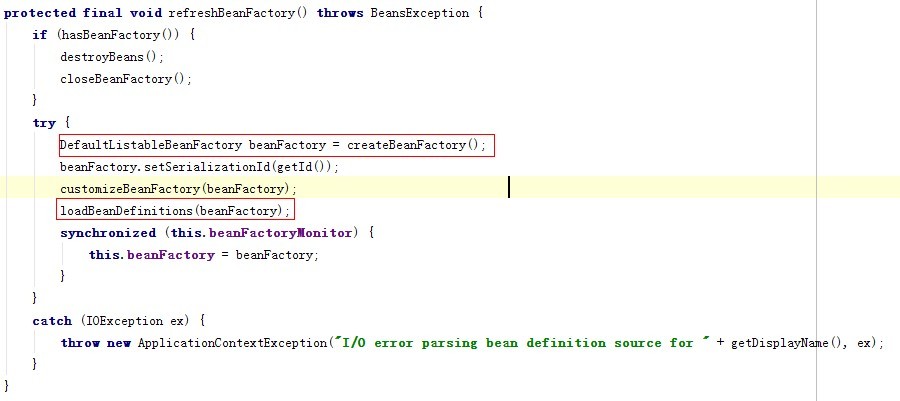 protected final void refreshBeanFactory() throws BeansException {
    if (hasBeanFactory()) {
        destroyBeans();
        closeBeanFactory();
    }
    try {
        DefaultListableBeanFactory beanFactory = createBeanFactory();
        beanFactory.setSerializationId(getId());
        customizeBeanFactory(beanFactory);
        loadBeanDefinitions(beanFactory);
        synchronized (this.beanFactoryMonitor) {
            this.beanFactory = beanFactory;
        }
    }
    catch (IOException ex) {
        throw new ApplicationContextException("I/O error parsing bean definition source for " + getDisplayName(), ex);
    }
}